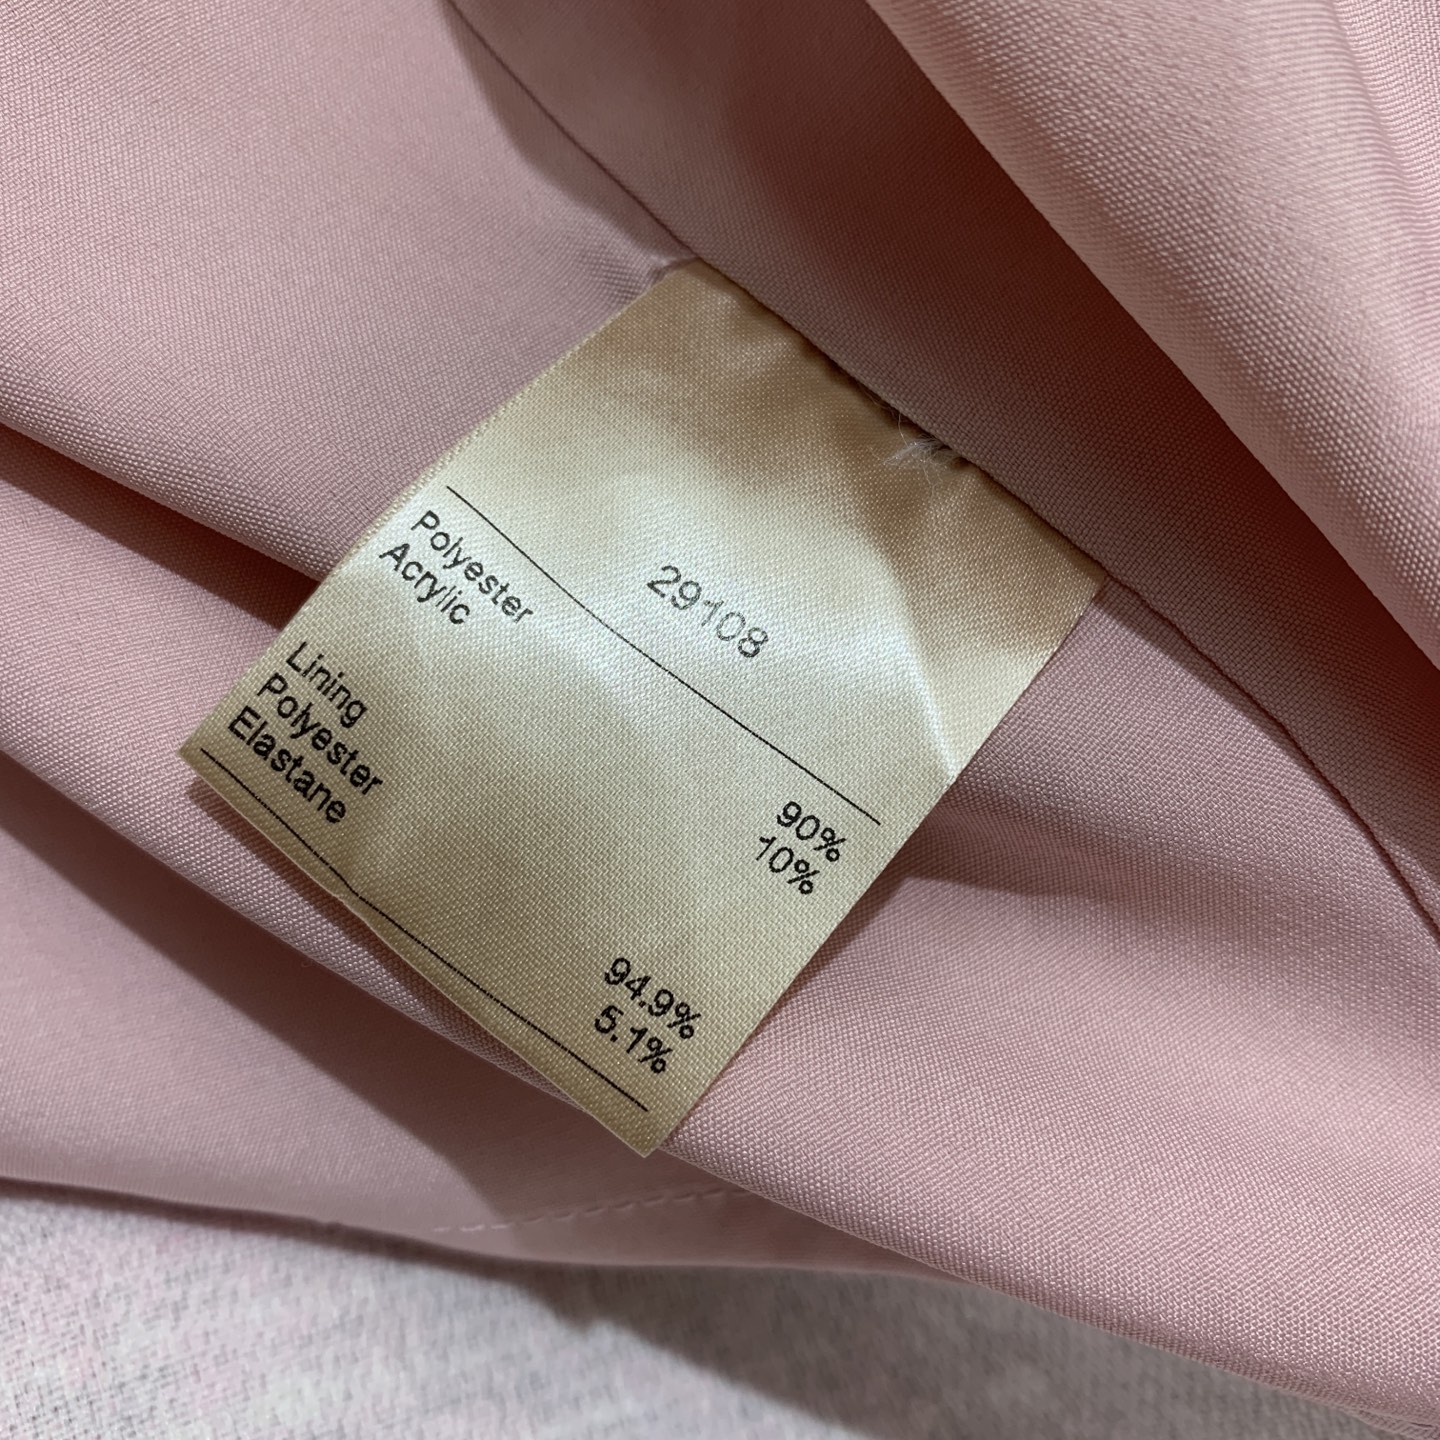 29108
Polyester 90%
Acrylic 10%
Lining
Polyester 94.9%
Elastane 5.1%